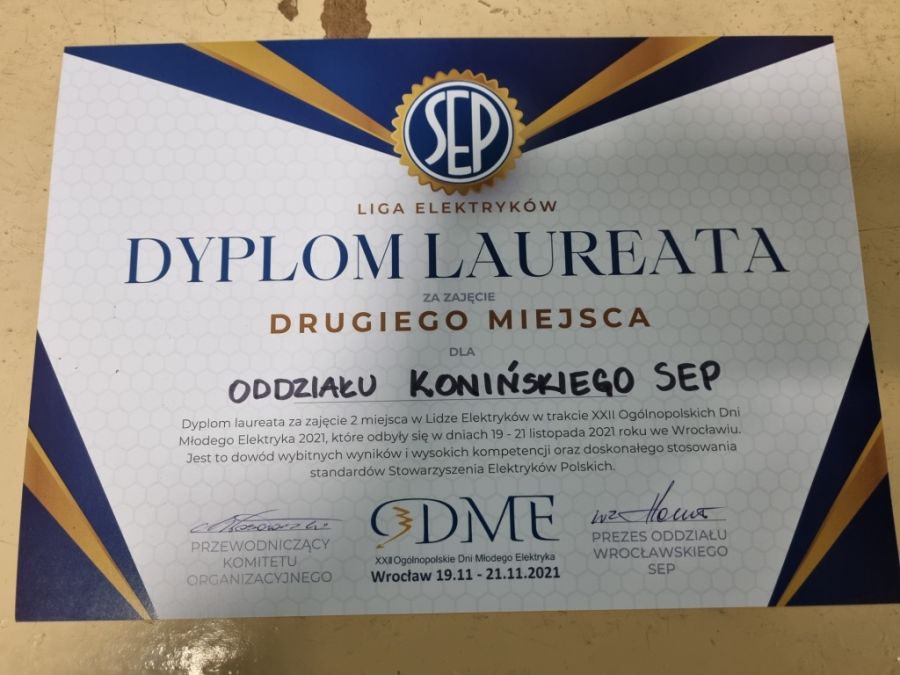 SEP
LIGA ELEKTRYKÓW
DYPLOM LAUREATA
ZA ZAJĘCIE
DRUGIEGO MIEJSCA
DLA
ODDZIAŁU KONIŃSKIEGO SEP
Dyplom laureata za zajęcie 2 miejsca w Lidze Elektryków w trakcie XXII Ogólnopolskich Dni
Młodego Elektryka 2021, które odbyły się w dniach 19 - 21 listopada 2021 roku we Wrocławiu.
Jest to dowód wybitnych wyników i wysokich kompetencji oraz doskonałego stosowania
standardów Stowarzyszenia Elektryków Polskich.
PRZEWODNICZĄCY
KOMITETU
ORGANIZACYJNEGO
ODME
XXII Ogólnopolskie Dni Młodego Elektryka
Wrocław 19.11 - 21.11.2021
PREZES ODDZIAŁU
WROCŁAWSKIEGO
SEP